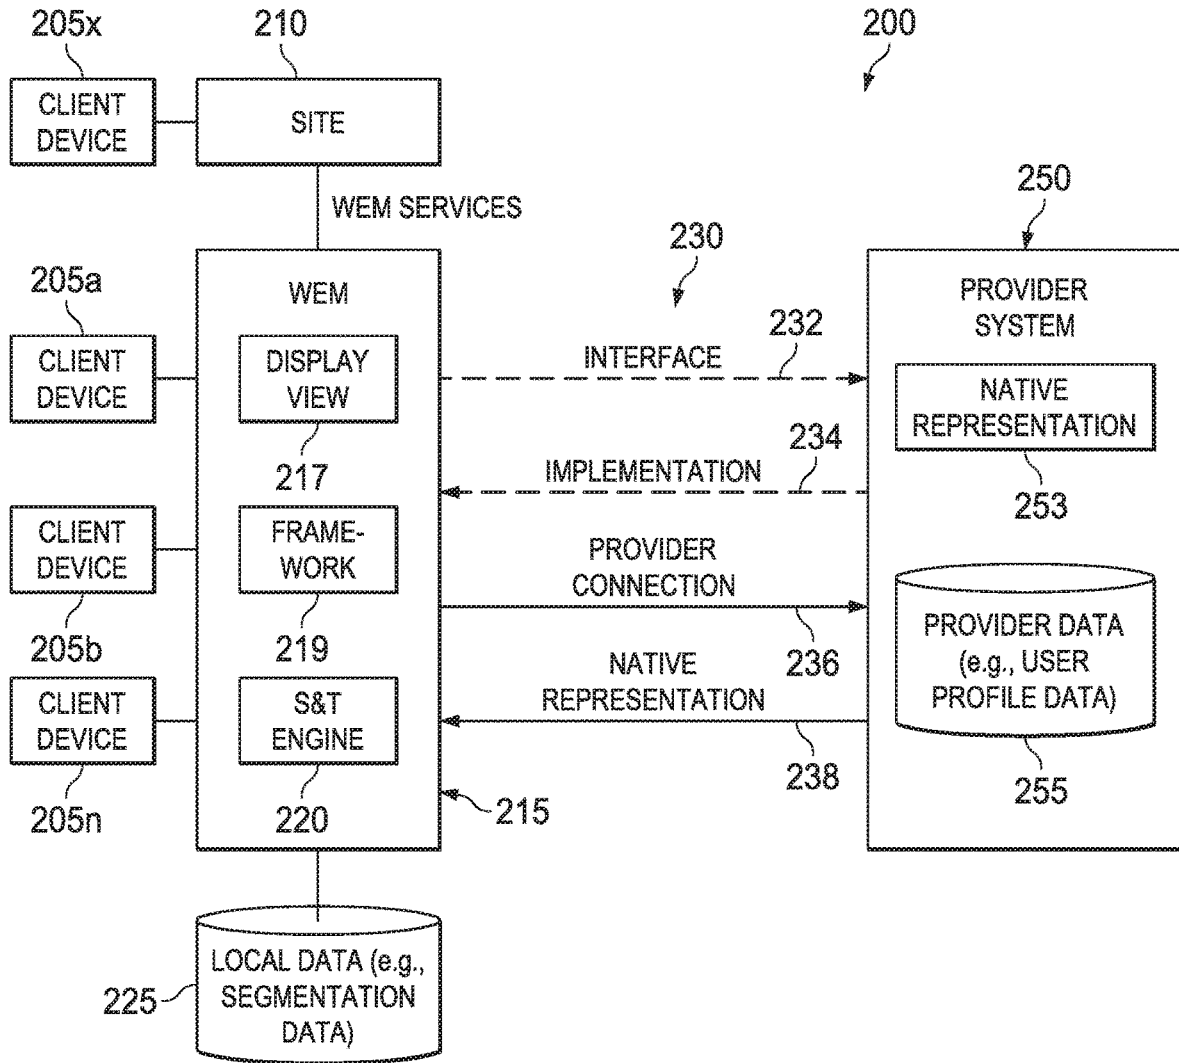 205x
210
200
CLIENT
DEVICE
SITE
WEM SERVICES
230
250
205a
WEM
PROVIDER
SYSTEM
232
INTERFACE
CLIENT
DEVICE
DISPLAY
VIEW
217
NATIVE
REPRESENTATION
253
234
IMPLEMENTATION
CLIENT
DEVICE
205b
FRAME-
WORK
219
PROVIDER
CONNECTION
236
PROVIDER DATA
(e.g., USER
PROFILE DATA)
255
NATIVE
REPRESENTATION
238
CLIENT
DEVICE
205n
S&T
ENGINE
220
215
LOCAL DATA (e.g.,
SEGMENTATION
DATA)
225